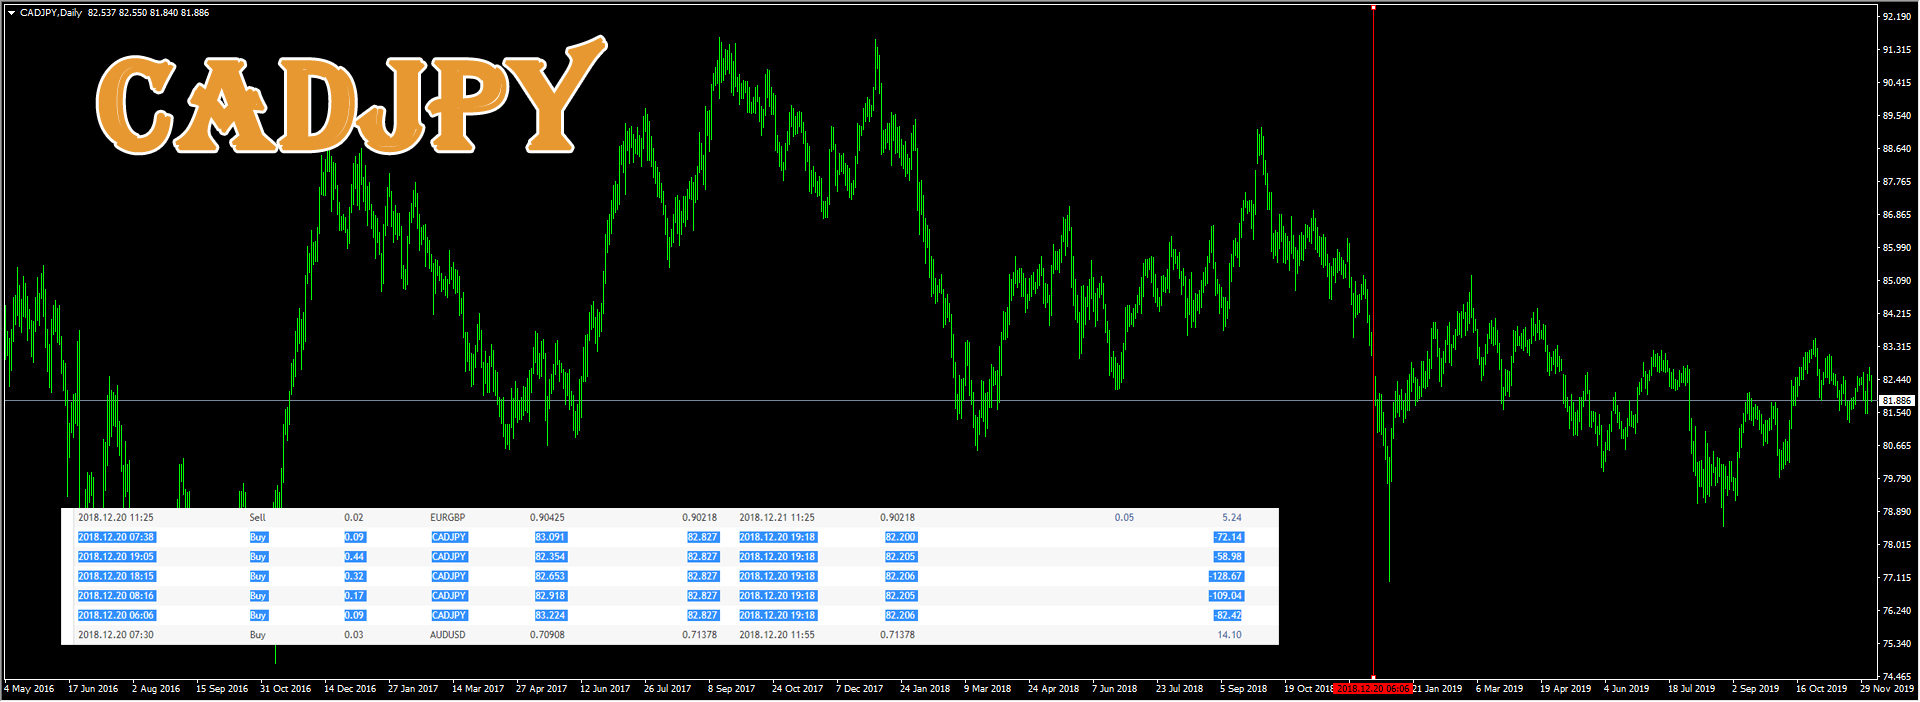 CADJPY,Daily 82.537 82.550 81.840 81.886
CADJPY
92.190
91.315
90.415
89.540
88.640
87.765
86.865
85.990
85.090
84.215
83.315
82.440
81.886
81.540
80.665
79.790
78.890
78.015
77.115
76.240
75.340
74.465
2018.12.20 11:25 Sell 0.02 EURGBP 0.90425 0.90218 2018.12.21 11:25 0.90218 0.05 5.24
2018.12.20 07:38 Buy 0.09 CADJPY 83.091 82.827 2018.12.20 19:18 82.200 -72.14
2018.12.20 19:05 Buy 0.44 CADJPY 82.354 82.827 2018.12.20 19:18 82.205 -58.98
2018.12.20 18:15 Buy 0.32 CADJPY 82.653 82.827 2018.12.20 19:18 82.206 -128.67
2018.12.20 08:16 Buy 0.17 CADJPY 82.918 82.827 2018.12.20 19:18 82.205 -109.04
2018.12.20 06:06 Buy 0.09 CADJPY 83.224 82.827 2018.12.20 19:18 82.206 -82.42
2018.12.20 07:30 Buy 0.03 AUDUSD 0.70908 0.71378 2018.12.20 11:55 0.71378 14.10
4 May 2016 17 Jun 2016 2 Aug 2016 15 Sep 2016 31 Oct 2016 14 Dec 2016 27 Jan 2017 14 Mar 2017 27 Apr 2017 12 Jun 2017 26 Jul 2017 8 Sep 2017 24 Oct 2017 7 Dec 2017 24 Jan 2018 9 Mar 2018 24 Apr 2018 7 Jun 2018 23 Jul 2018 5 Sep 2018 19 Oct 2018 2018.12.20 06:06 21 Jan 2019 6 Mar 2019 19 Apr 2019 4 Jun 2019 18 Jul 2019 2 Sep 2019 16 Oct 2019 29 Nov 2019